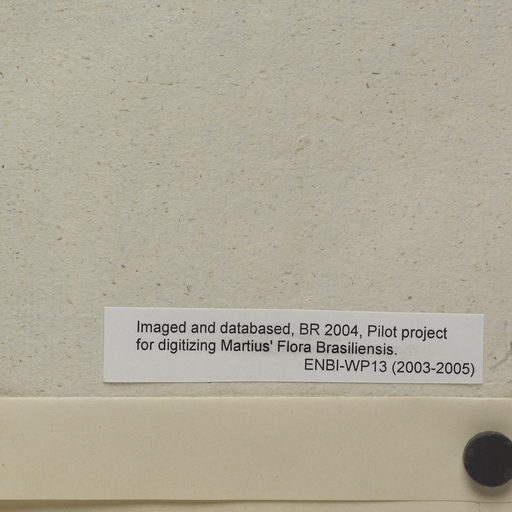 Imaged and databased, BR 2004, Pilot project
for digitizing Martius' Flora Brasiliensis.
ENBI-WP13 (2003-2005)